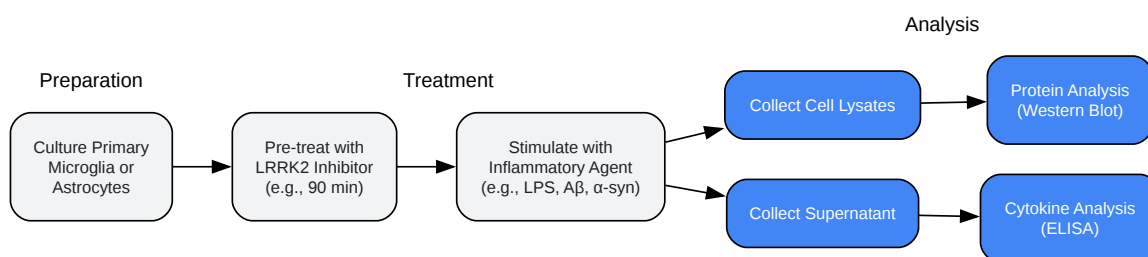 Analysis
Preparation
Treatment
Culture Primary
Microglia or
Astrocytes
Pre-treat with
LRRK2 Inhibitor
(e.g., 90 min)
Stimulate with
Inflammatory Agent
(e.g., LPS, Aβ, α-syn)
Collect Cell Lysates
Protein Analysis
(Western Blot)
Collect Supernatant
Cytokine Analysis
(ELISA)